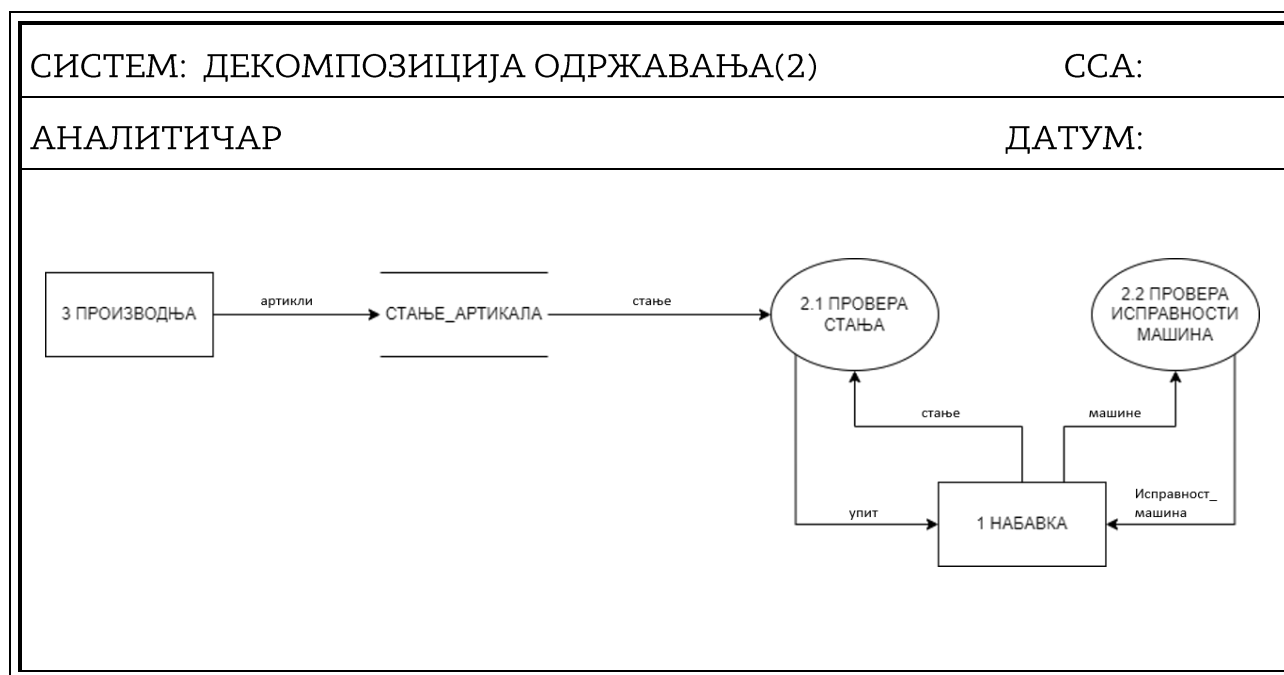 СИСТЕМ: ДЕКОМПОЗИЦИЈА ОДРЖАВАЊА(2) ССА:
АНАЛИТИЧАР ДАТУМ:
3 ПРОИЗВОДЊА
артикли
СТАЊЕ_АРТИКАЛА
стање
2.1 ПРОВЕРА
СТАЊА
2.2 ПРОВЕРА
ИСПРАВНОСТИ
МАШИНА
стање
машине
упит
1 НАБАВКА
Исправност_
машина